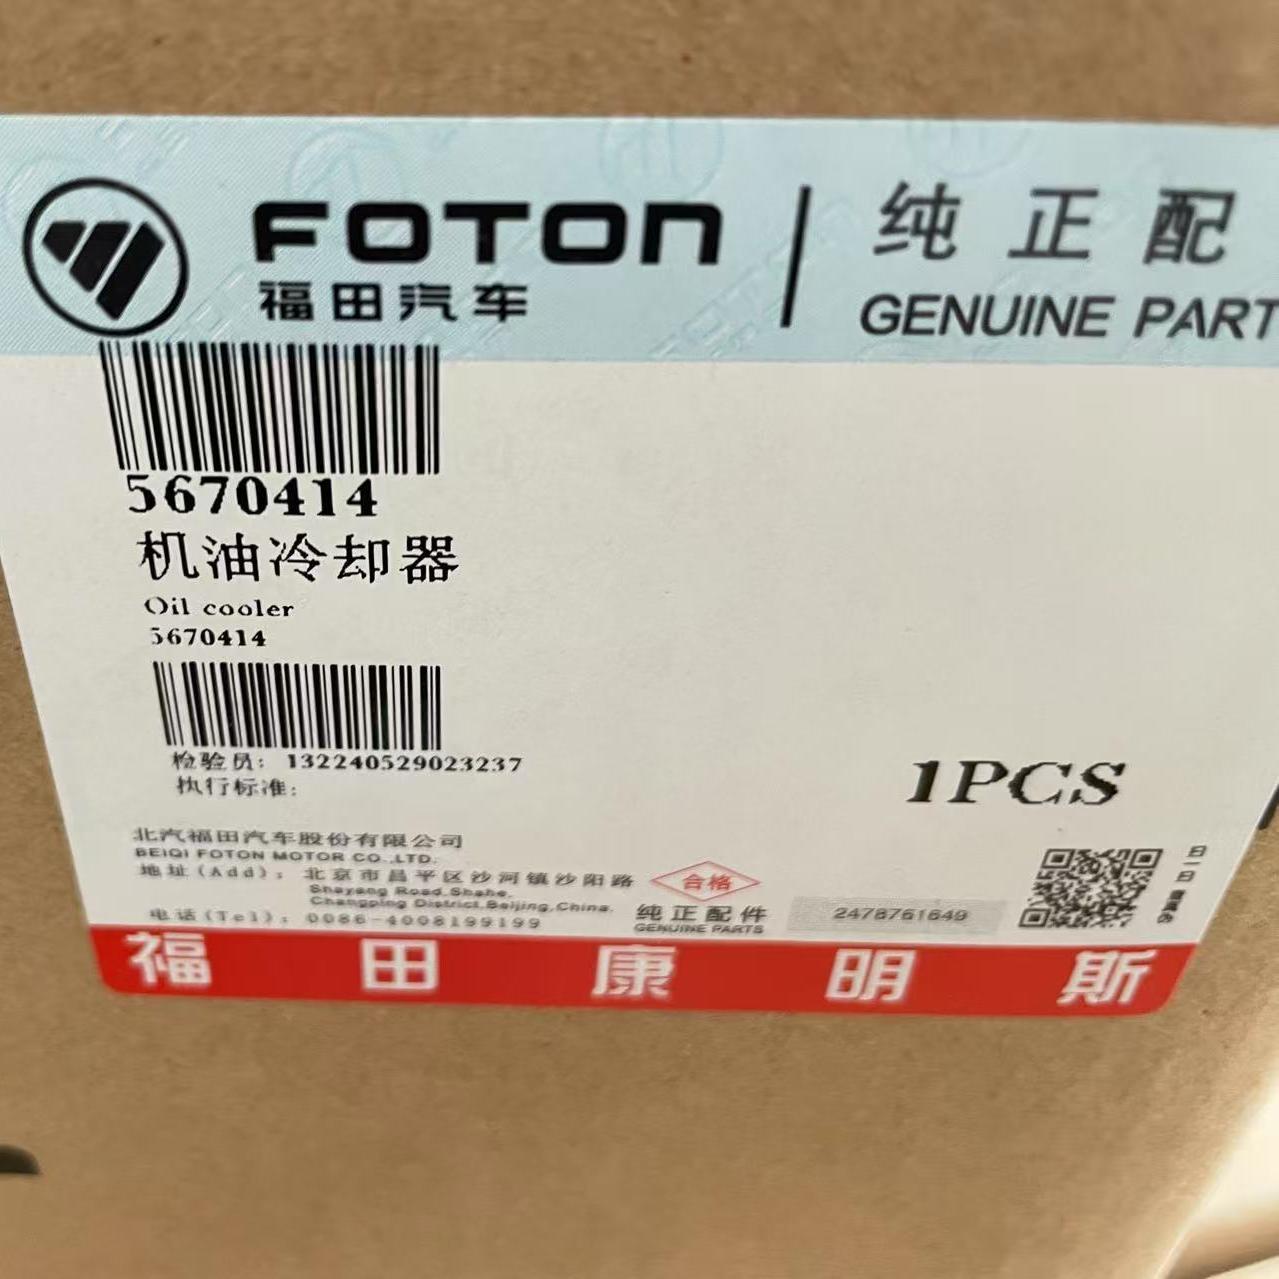 FOTON
福田汽车
纯正配
GENUINE PART
5670414
机油冷却器
Oil cooler
5670414
检验员: 132240529023237
执行标准:
1PCS
北汽福田汽车股份有限公司
BEIQI FOTON MOTOR CO.,LTD.
地址(Add): 北京市昌平区沙河镇沙阳路
Shayang Road,Shahe,
Changping District,Beijing,China.
电话(Tel): 0086-4008199199
合格
纯正配件
GENUINE PARTS
2478761649
扫一扫
福田康明斯